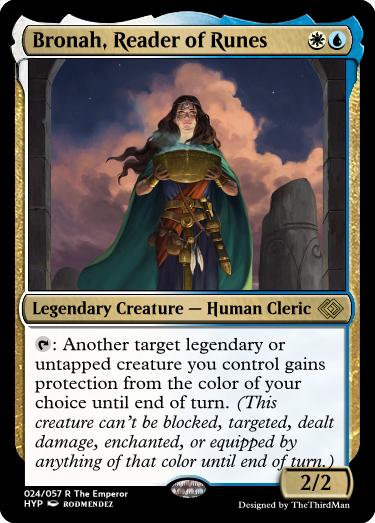 Bronah, Reader of Runes
Legendary Creature — Human Cleric
: Another target legendary or
untapped creature you control gains
protection from the color of your
choice until end of turn. (This
creature can't be blocked, targeted, dealt
damage, enchanted, or equipped by
anything of that color until end of turn.)
2/2
024/057 R The Emperor
HYP RODMENDEZ
Designed by TheThirdMan